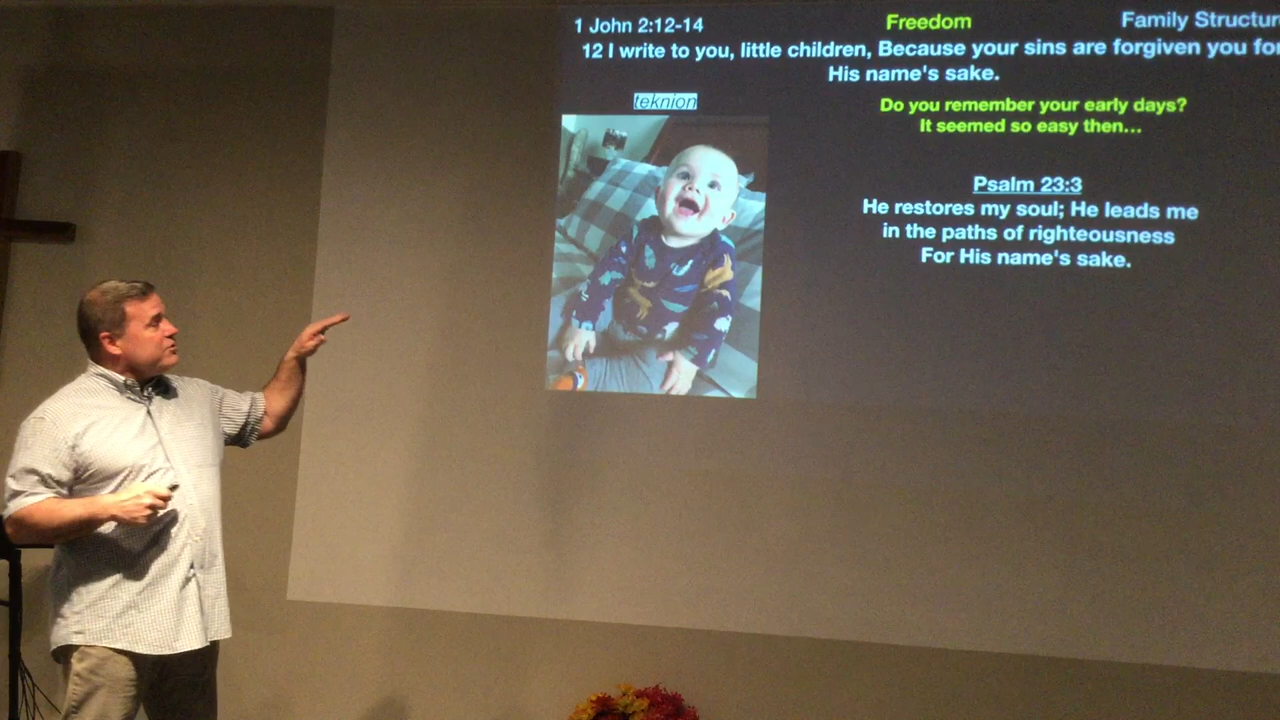 1 John 2:12-14 Freedom Family Structur
12 I write to you, little children, Because your sins are forgiven you for
His name's sake.
teknion
Do you remember your early days?
It seemed so easy then...
Psalm 23:3
He restores my soul; He leads me
in the paths of righteousness
For His name's sake.